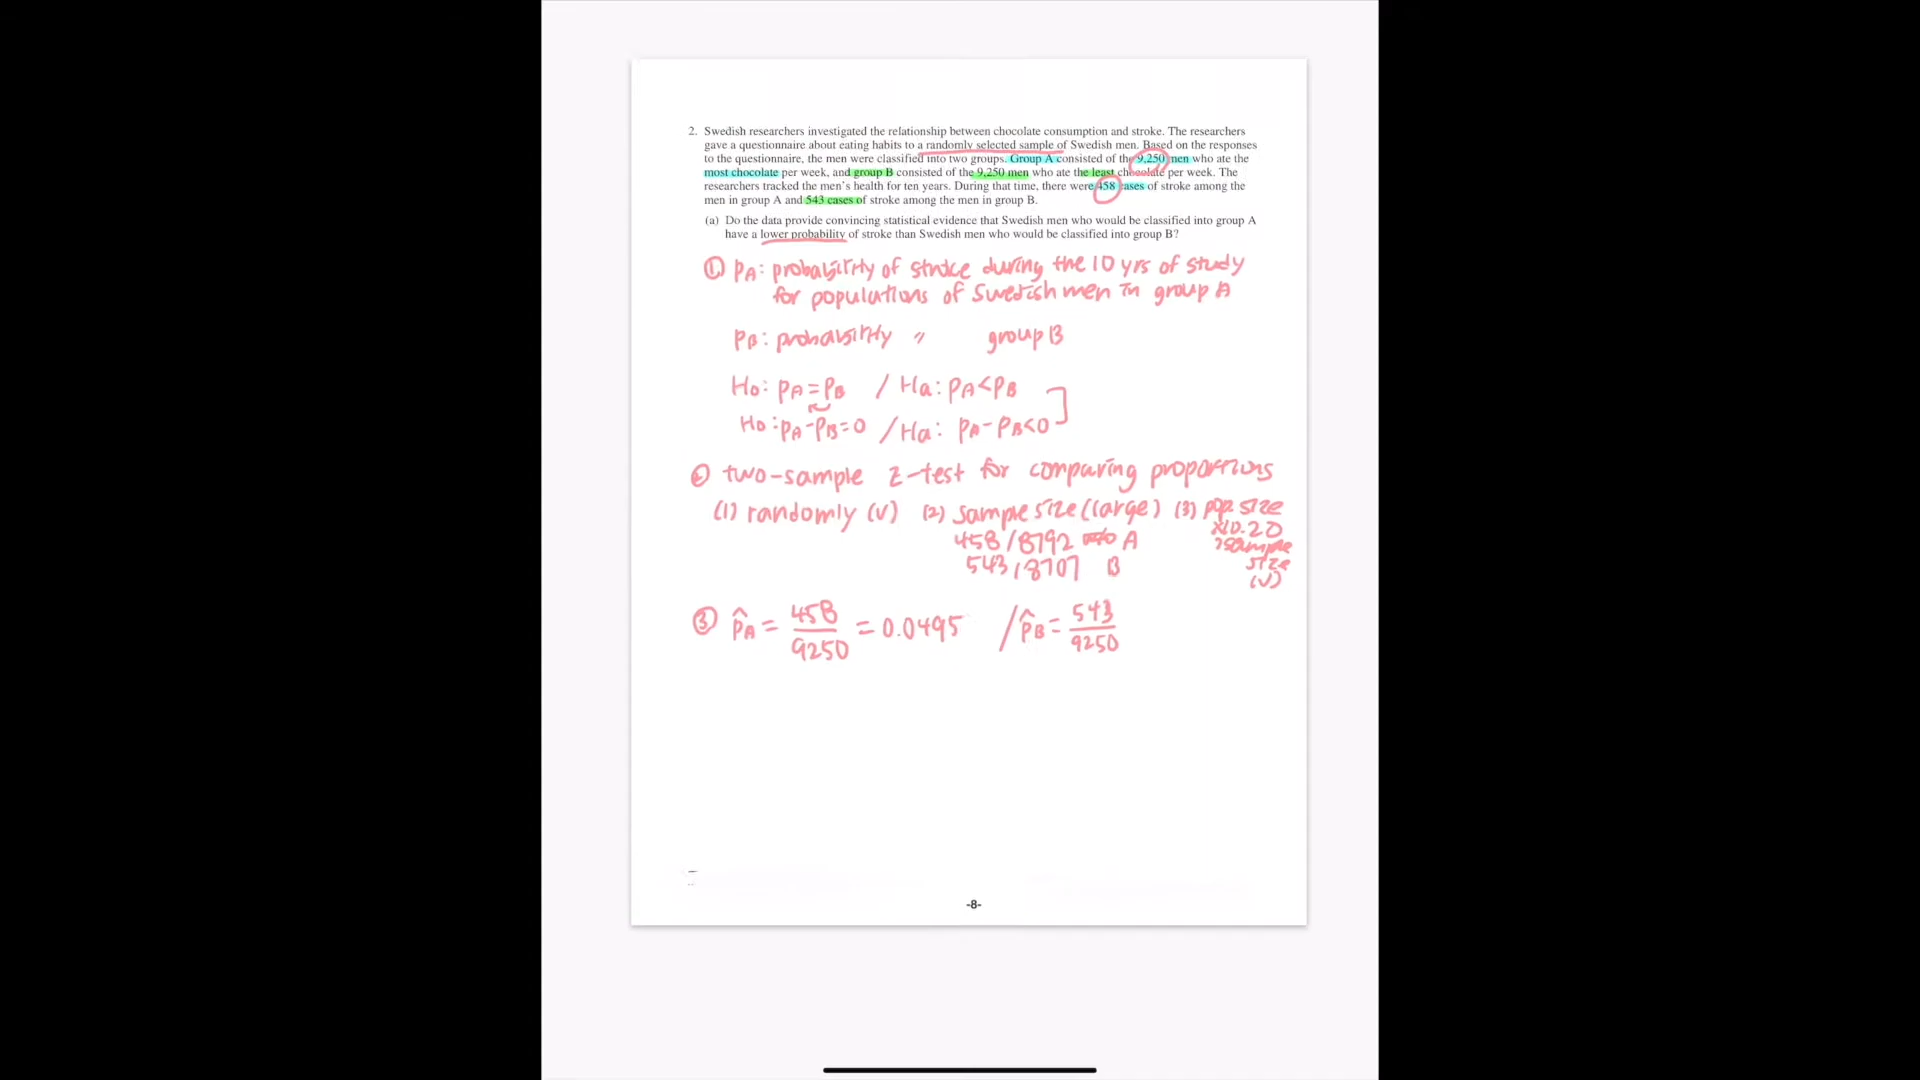 2. Swedish researchers investigated the relationship between chocolate consumption and stroke. The researchers
gave a questionnaire about eating habits to a randomly selected sample of Swedish men. Based on the responses
to the questionnaire, the men were classified into two groups. Group A consisted of the 9,250 men who ate the
most chocolate per week, and group B consisted of the 9,250 men who ate the least chocolate per week. The
researchers tracked the men's health for ten years. During that time, there were 458 cases of stroke among the
men in group A and 543 cases of stroke among the men in group B.
(a) Do the data provide convincing statistical evidence that Swedish men who would be classified into group A
have a lower probability of stroke than Swedish men who would be classified into group B?
① PA: probability of stroke during the 10 yrs of study
for populations of Swedish men in group A
PB: probability 〃 group B
Ho: PA=PB / Ha: PA<PB
Ho: PA-PB=0 / Ha: PA-PB<0
② two-sample z-test for comparing proportions
(1) randomly (v) (2) sample size (large) (3) pop. size
458/8792 A
543/8707 B
sample
size
(v)
③ p̂A = 458/9250 = 0.0495 / p̂B = 543/9250
-8-